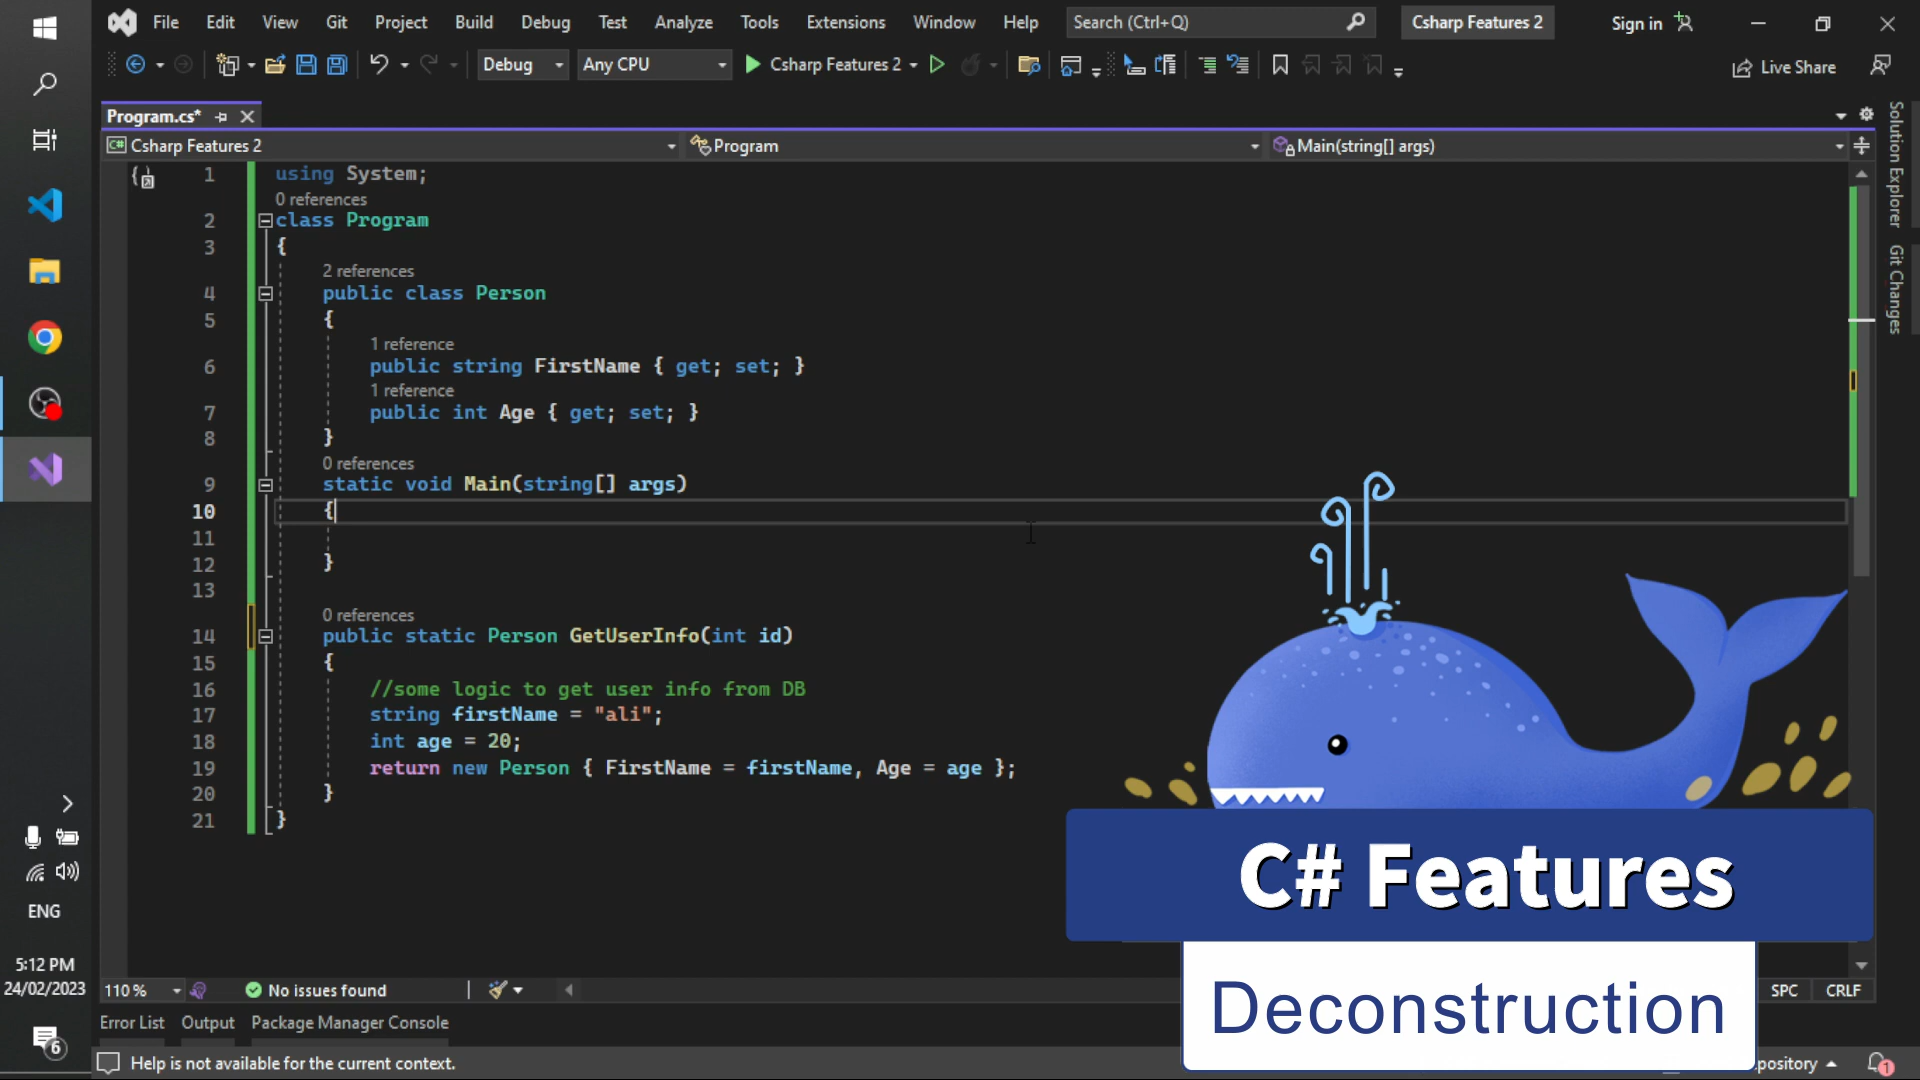 File Edit View Git Project Build Debug Test Analyze Tools Extensions Window Help Search (Ctrl+Q) Csharp Features 2 Sign in
Debug Any CPU Csharp Features 2 Live Share
Program.cs*
C# Csharp Features 2 Program Main(string[] args)
Solution Explorer
Git Changes
1 using System;
0 references
2 class Program
3 {
2 references
4 public class Person
5 {
1 reference
6 public string FirstName { get; set; }
1 reference
7 public int Age { get; set; }
8 }
0 references
9 static void Main(string[] args)
10 {
11
12 }
13
0 references
14 public static Person GetUserInfo(int id)
15 {
16 //some logic to get user info from DB
17 string firstName = "ali";
18 int age = 20;
19 return new Person { FirstName = firstName, Age = age };
20 }
21 }
C# Features
Deconstruction
ENG
5:12 PM
24/02/2023
6
110 % No issues found SPC CRLF
Error List Output Package Manager Console
Help is not available for the current context. pository 1